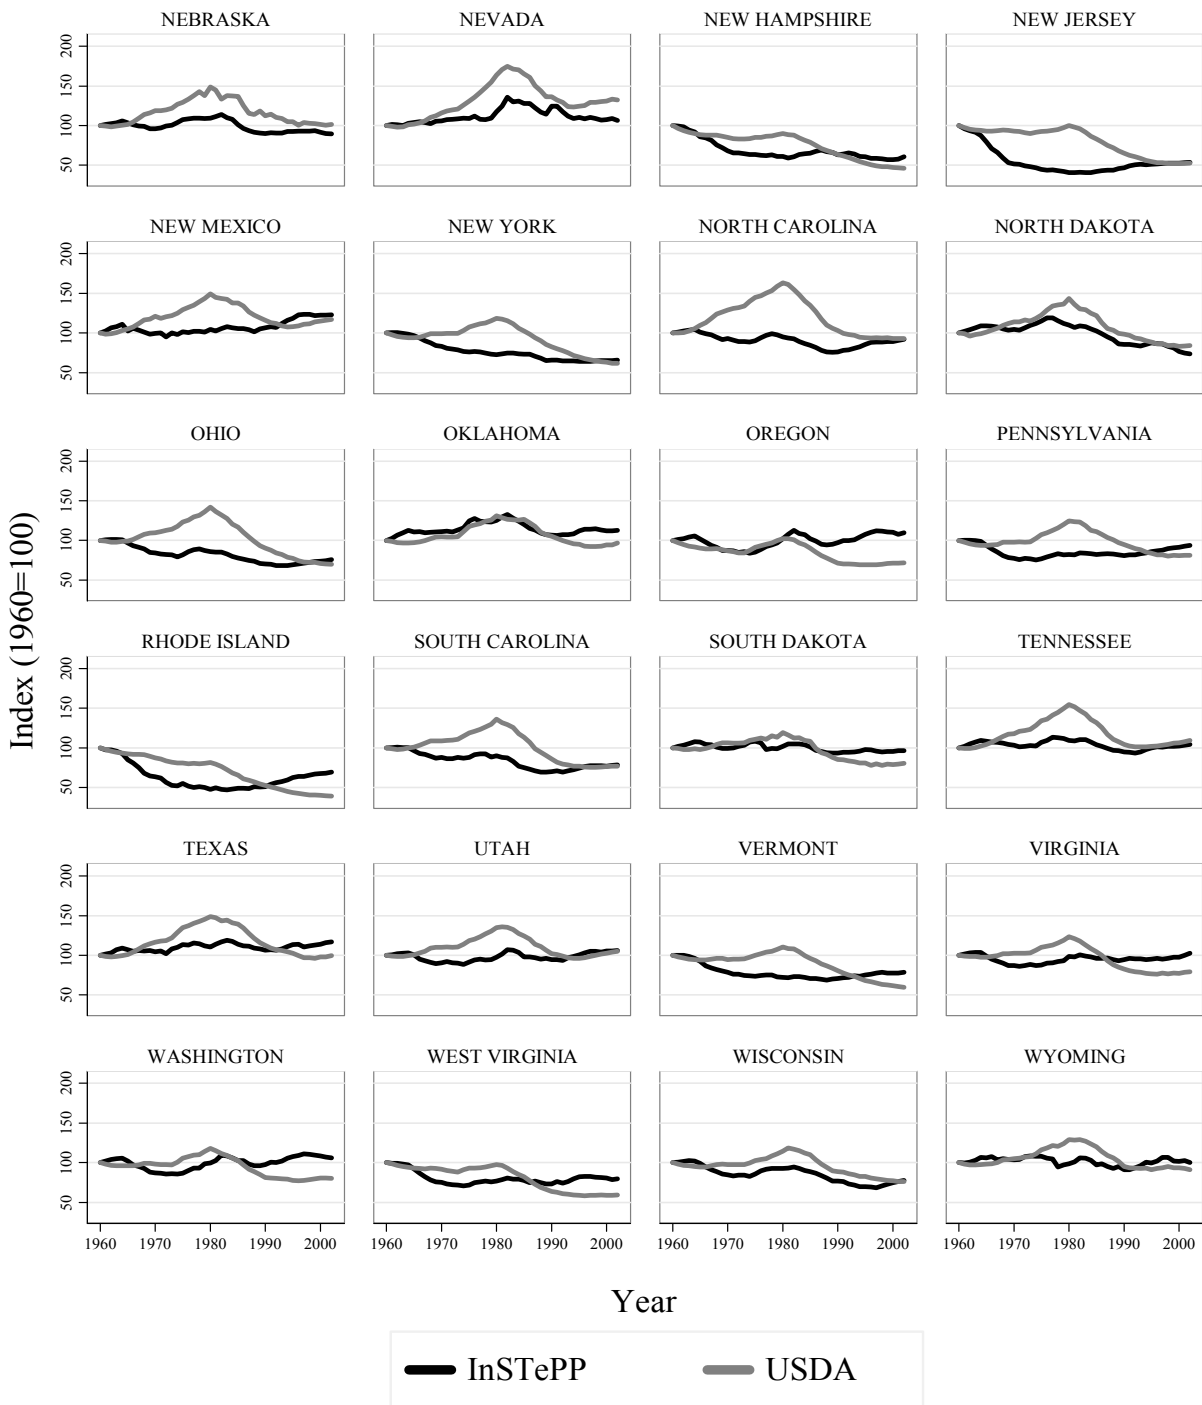 NEBRASKA NEVADA NEW HAMPSHIRE NEW JERSEY
200
150
100
50
NEW MEXICO NEW YORK NORTH CAROLINA NORTH DAKOTA
200
150
100
50
OHIO OKLAHOMA OREGON PENNSYLVANIA
200
150
100
50
Index (1960=100)
RHODE ISLAND SOUTH CAROLINA SOUTH DAKOTA TENNESSEE
200
150
100
50
TEXAS UTAH VERMONT VIRGINIA
200
150
100
50
WASHINGTON WEST VIRGINIA WISCONSIN WYOMING
200
150
100
50
1960 1970 1980 1990 2000 1960 1970 1980 1990 2000 1960 1970 1980 1990 2000 1960 1970 1980 1990 2000
Year
InSTePP USDA